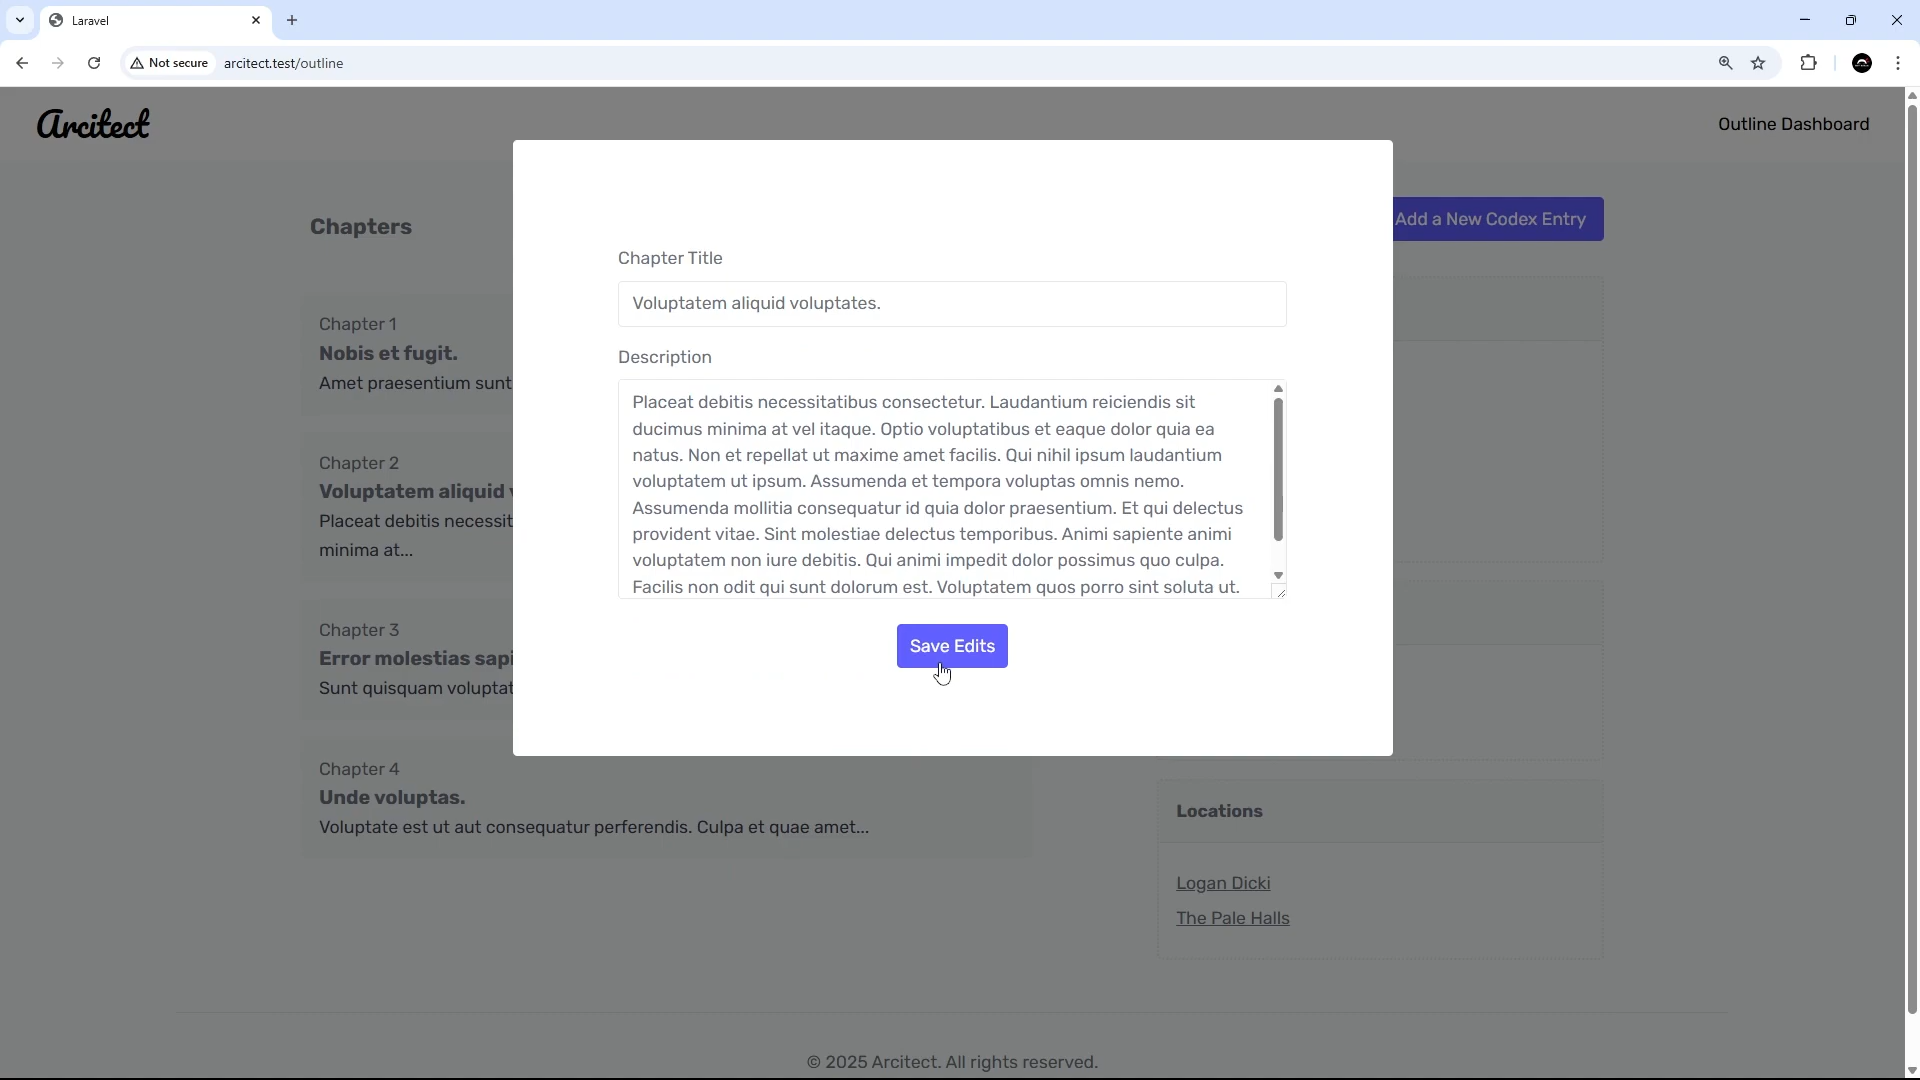 Laravel
Not secure
arcitect.test/outline
Arcitect
Outline Dashboard
Chapters
Add a New Codex Entry
Chapter Title
Voluptatem aliquid voluptates.
Description
Placeat debitis necessitatibus consectetur. Laudantium reiciendis sit
ducimus minima at vel itaque. Optio voluptatibus et eaque dolor quia ea
natus. Non et repellat ut maxime amet facilis. Qui nihil ipsum laudantium
voluptatem ut ipsum. Assumenda et tempora voluptas omnis nemo.
Assumenda mollitia consequatur id quia dolor praesentium. Et qui delectus
provident vitae. Sint molestiae delectus temporibus. Animi sapiente animi
voluptatem non iure debitis. Qui animi impedit dolor possimus quo culpa.
Facilis non odit qui sunt dolorum est. Voluptatem quos porro sint soluta ut.
Save Edits
Chapter 1
Nobis et fugit.
Amet praesentium sunt
Chapter 2
Voluptatem aliquid
Placeat debitis necessit
minima at...
Chapter 3
Error molestias sapi
Sunt quisquam voluptat
Chapter 4
Unde voluptas.
Voluptate est ut aut consequatur perferendis. Culpa et quae amet...
Locations
Logan Dicki
The Pale Halls
© 2025 Arcitect. All rights reserved.